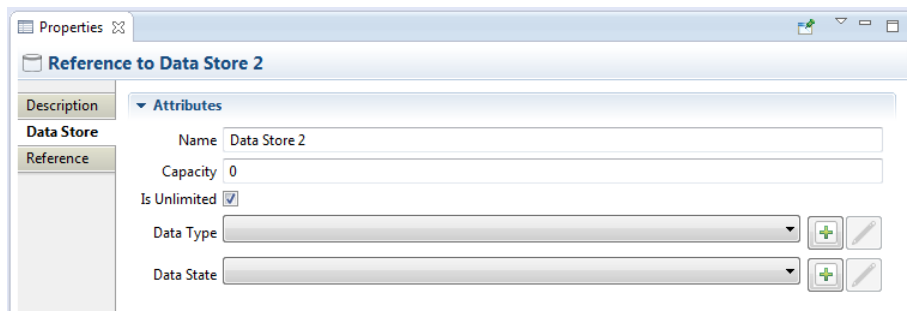 Properties
Reference to Data Store 2
Description
Data Store
Reference
Attributes
Name Data Store 2
Capacity 0
Is Unlimited
Data Type
Data State